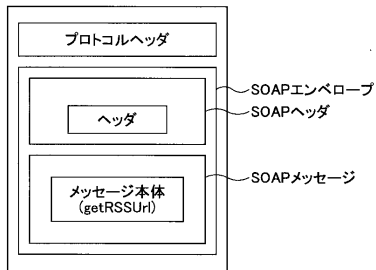 プロトコルヘッダ
SOAPエンベロープ
SOAPヘッダ
ヘッダ
SOAPメッセージ
メッセージ本体
(getRSSUrl)